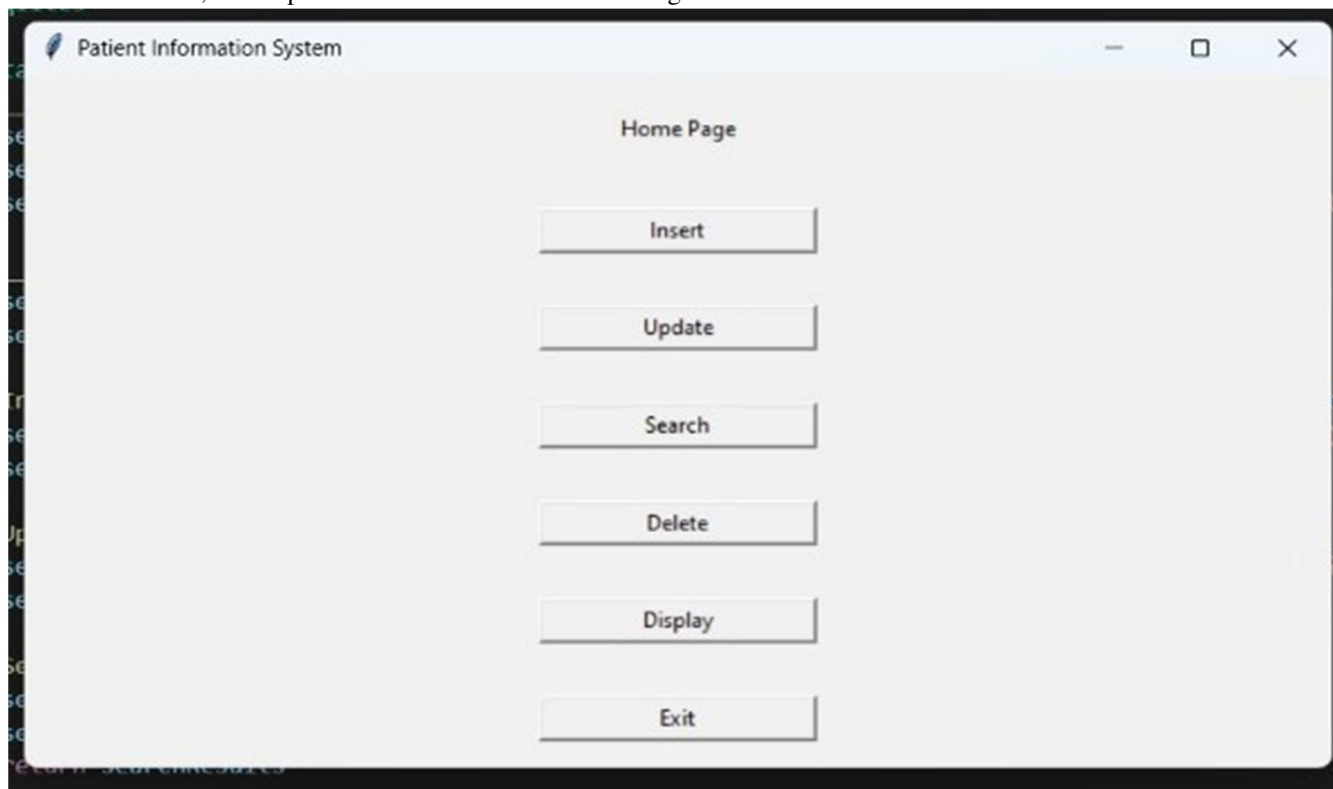 Patient Information System
Home Page
Insert
Update
Search
Delete
Display
Exit